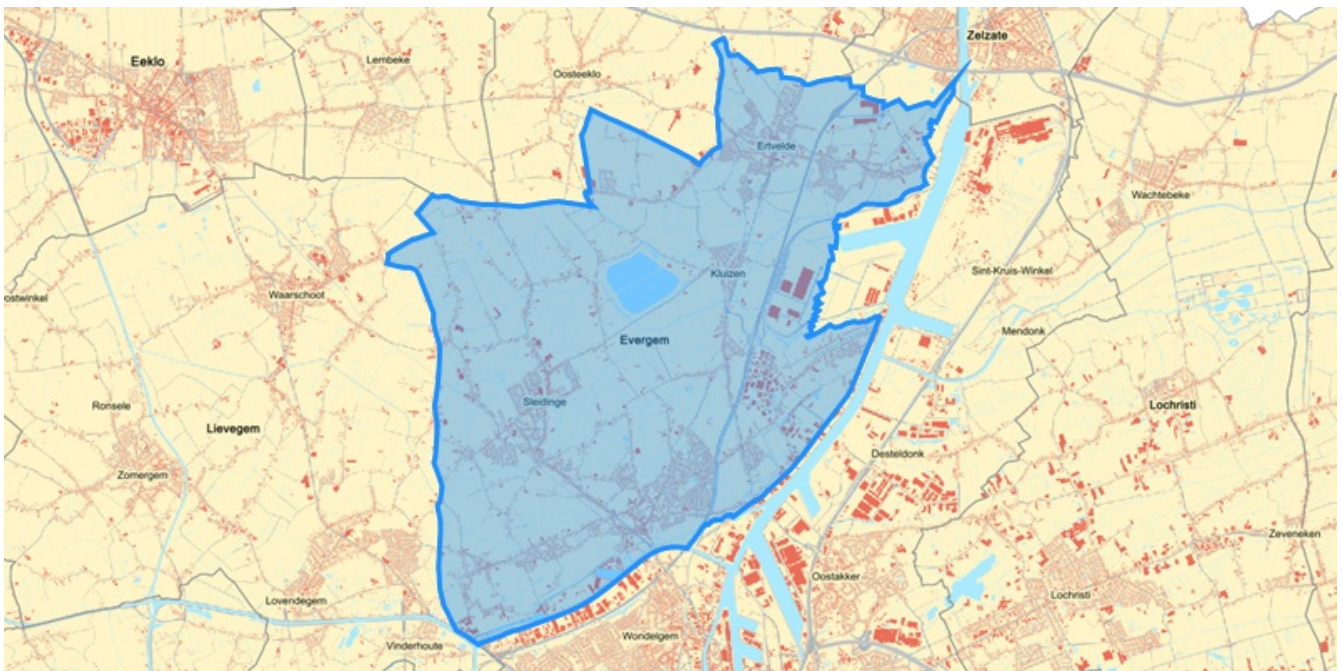 Zelzate
Eeklo
Lembeke
Oosteeklo
Ertvelde
Wachtebeke
Kluizen
Sint-Kruis-Winkel
Waarschoot
Mendonk
Evergem
Ronsele
Sleidinge
Lochristi
Lievegem
Desteldonk
Zomergem
Zeveneken
Oostakker
Lovendegem
Lochristi
Wondelgem
Vinderhoute